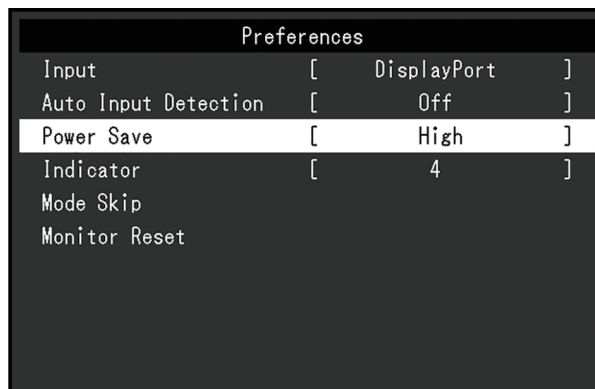 Preferences
Input [ DisplayPort ]
Auto Input Detection [ Off ]
Power Save [ High ]
Indicator [ 4 ]
Mode Skip
Monitor Reset